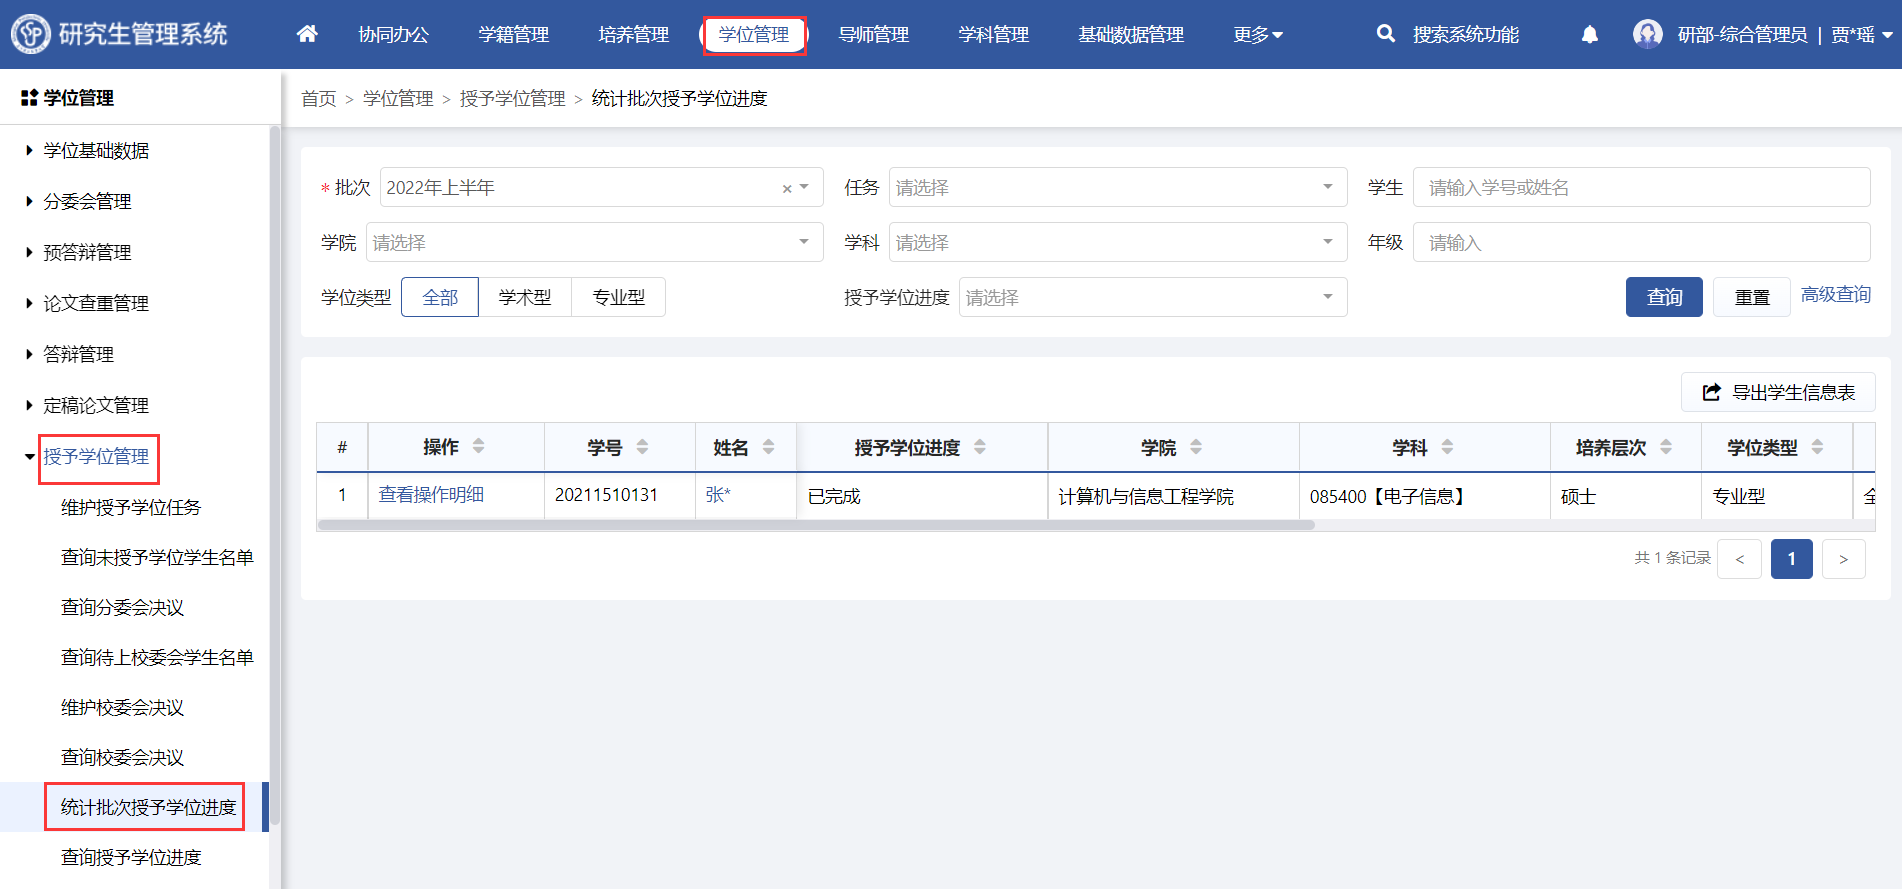 研究生管理系统 协同办公 学籍管理 培养管理 学位管理 导师管理 学科管理 基础数据管理 更多 搜索系统功能 研部-综合管理员 | 贾*瑶
学位管理
学位基础数据
分委会管理
预答辩管理
论文查重管理
答辩管理
定稿论文管理
授予学位管理
维护授予学位任务
查询未授予学位学生名单
查询分委会决议
查询待上校委会学生名单
维护校委会决议
查询校委会决议
统计批次授予学位进度
查询授予学位进度
首页 > 学位管理 > 授予学位管理 > 统计批次授予学位进度
* 批次 2022年上半年 × 任务 请选择 学生 请输入学号或姓名
学院 请选择 学科 请选择 年级 请输入
学位类型 全部 学术型 专业型 授予学位进度 请选择 查询 重置 高级查询
导出学生信息表
# 操作 学号 姓名 授予学位进度 学院 学科 培养层次 学位类型
1 查看操作明细 20211510131 张* 已完成 计算机与信息工程学院 085400【电子信息】 硕士 专业型
共 1 条记录 < 1 >